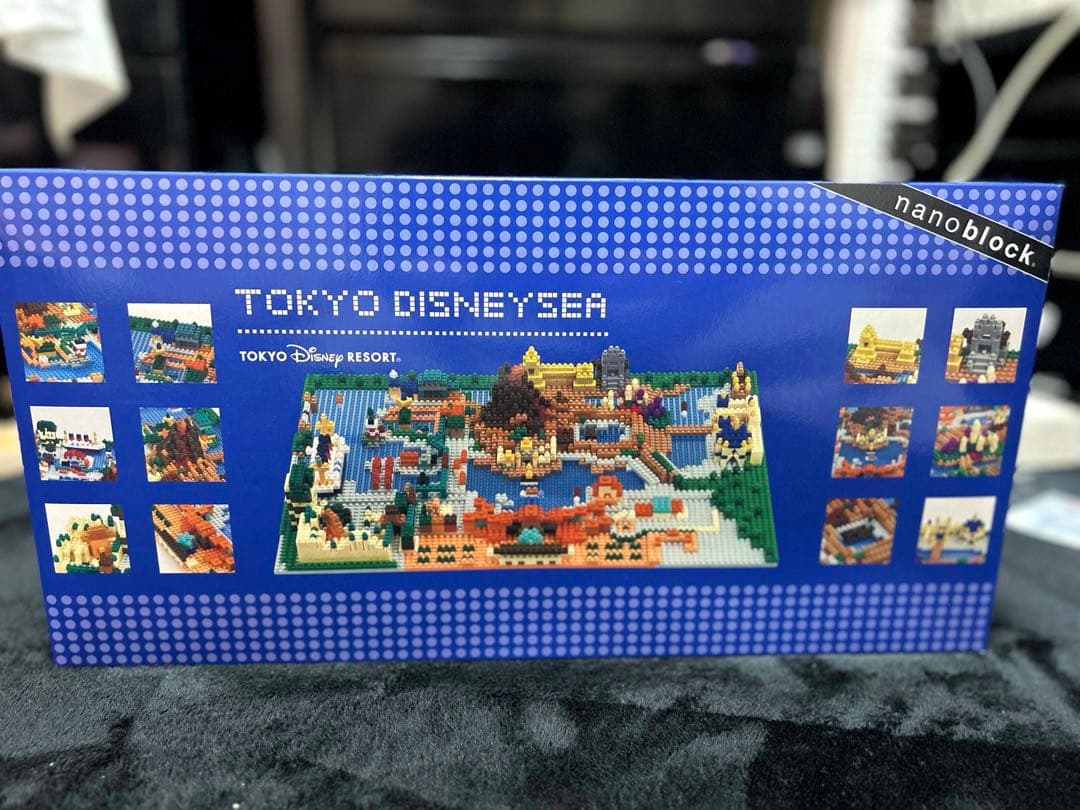 nanoblock.
TOKYO DISNEYSEA
TOKYO Disney RESORT®